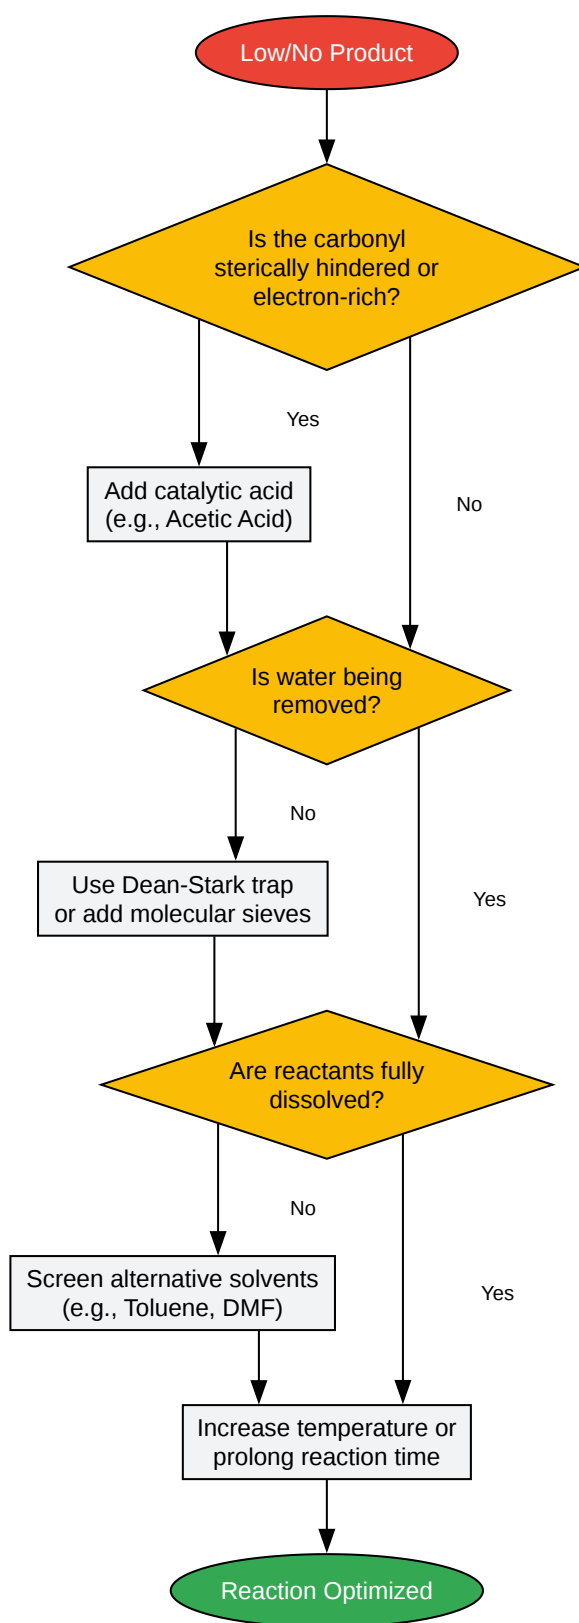 Low/No Product
Is the carbonyl
sterically hindered or
electron-rich?
Yes
Add catalytic acid
(e.g., Acetic Acid)
No
Is water being
removed?
No
Use Dean-Stark trap
or add molecular sieves
Yes
Are reactants fully
dissolved?
No
Screen alternative solvents
(e.g., Toluene, DMF)
Yes
Increase temperature or
prolong reaction time
Reaction Optimized